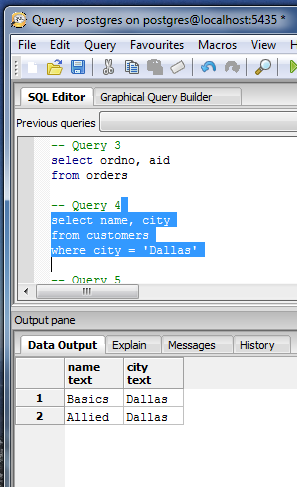 Query - postgres on postgres@localhost:5435 *
File Edit Query Favourites Macros View H
SQL Editor Graphical Query Builder
Previous queries
-- Query 3
select ordno, aid
from orders
-- Query 4
select name, city
from customers
where city = 'Dallas'
-- Query 5
Output pane
Data Output Explain Messages History
name city
text text
1 Basics Dallas
2 Allied Dallas